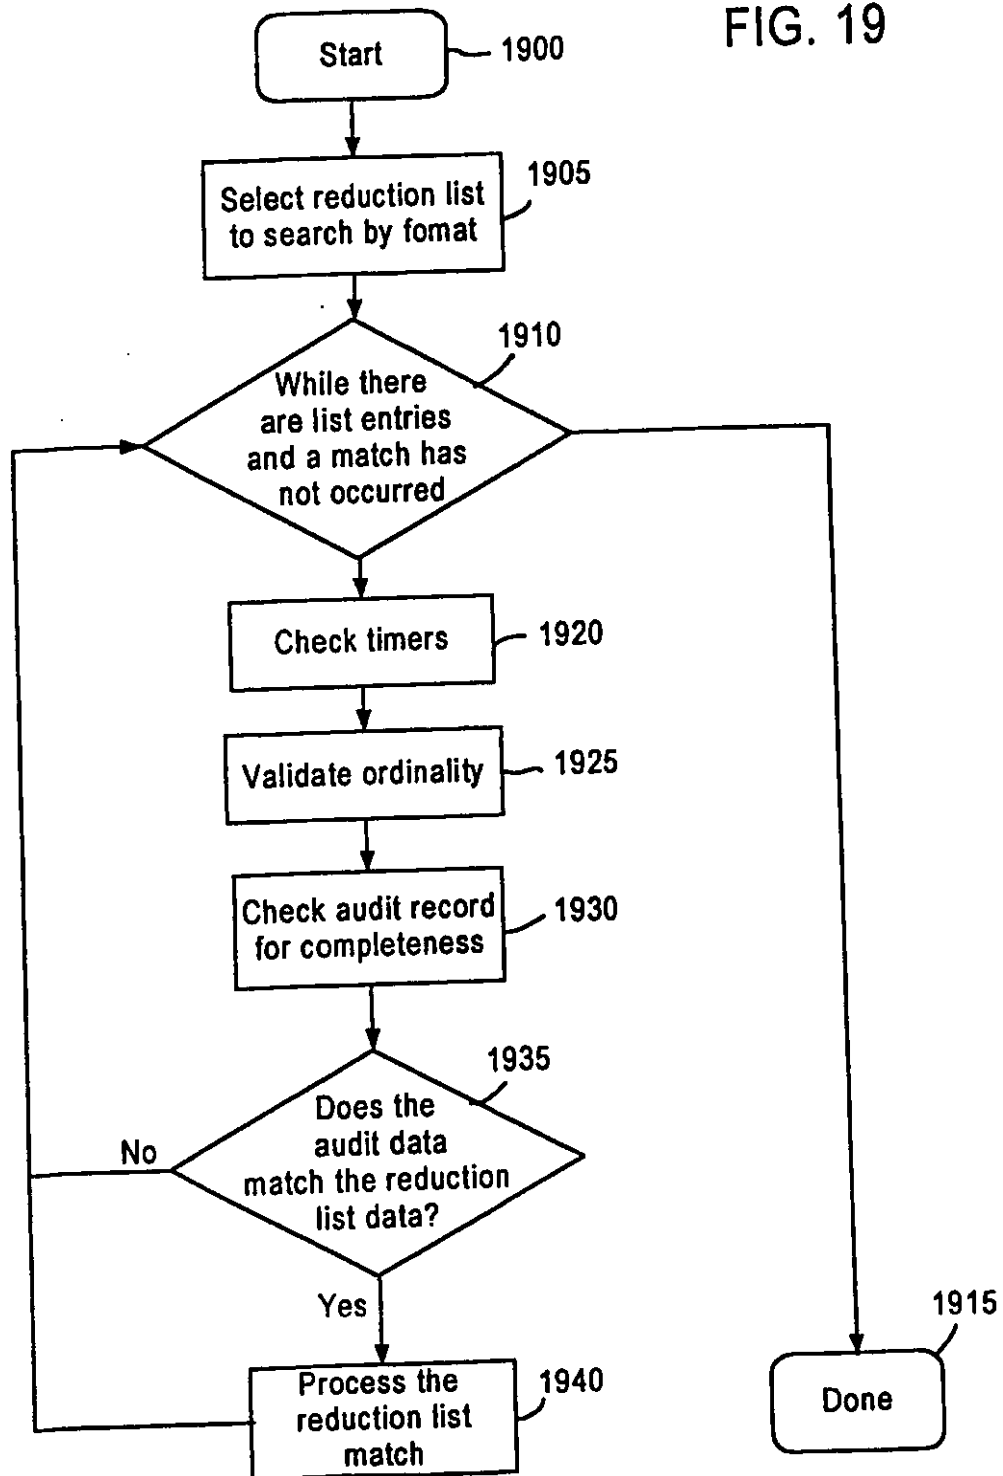 FIG. 19
Start
1900
Select reduction list
to search by fomat
1905
1910
While there
are list entries
and a match has
not occurred
Check timers
1920
Validate ordinality
1925
Check audit record
for completeness
1930
1935
Does the
audit data
match the reduction
list data?
No
Yes
Process the
reduction list
match
1940
1915
Done